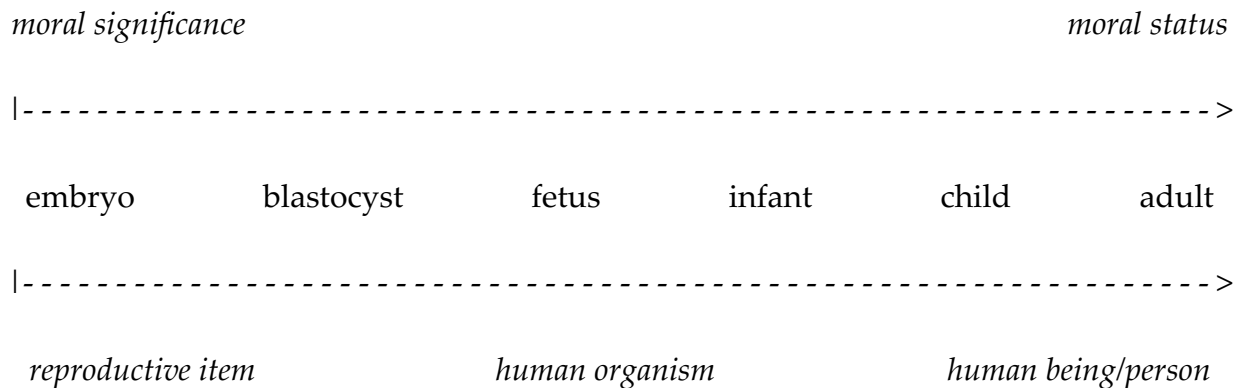 moral significance moral status
|- - - - - - - - - - - - - - - - - - - - - - - - - - - - - - - - - - - - - - - - - - - - - - - - - - - - - - - - - - - - - - - - - >
embryo blastocyst fetus infant child adult
|- - - - - - - - - - - - - - - - - - - - - - - - - - - - - - - - - - - - - - - - - - - - - - - - - - - - - - - - - - - - - - - - - >
reproductive item human organism human being/person